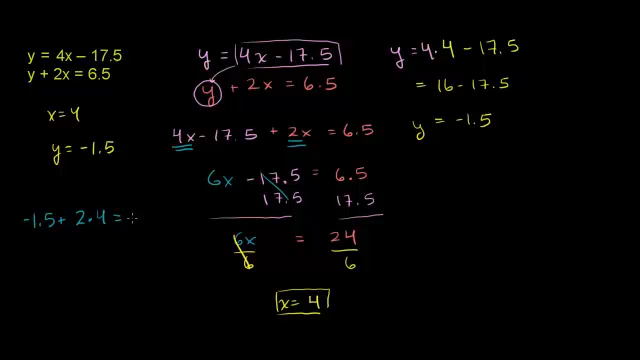 y = 4x – 17.5
y + 2x = 6.5
x = 4
y = -1.5
-1.5 + 2·4 =
y = 4x - 17.5
y + 2x = 6.5
4x - 17.5 + 2x = 6.5
6x - 17.5 = 6.5
17.5 17.5
6x = 24
6 6
x = 4
y = 4·4 - 17.5
= 16 - 17.5
y = -1.5